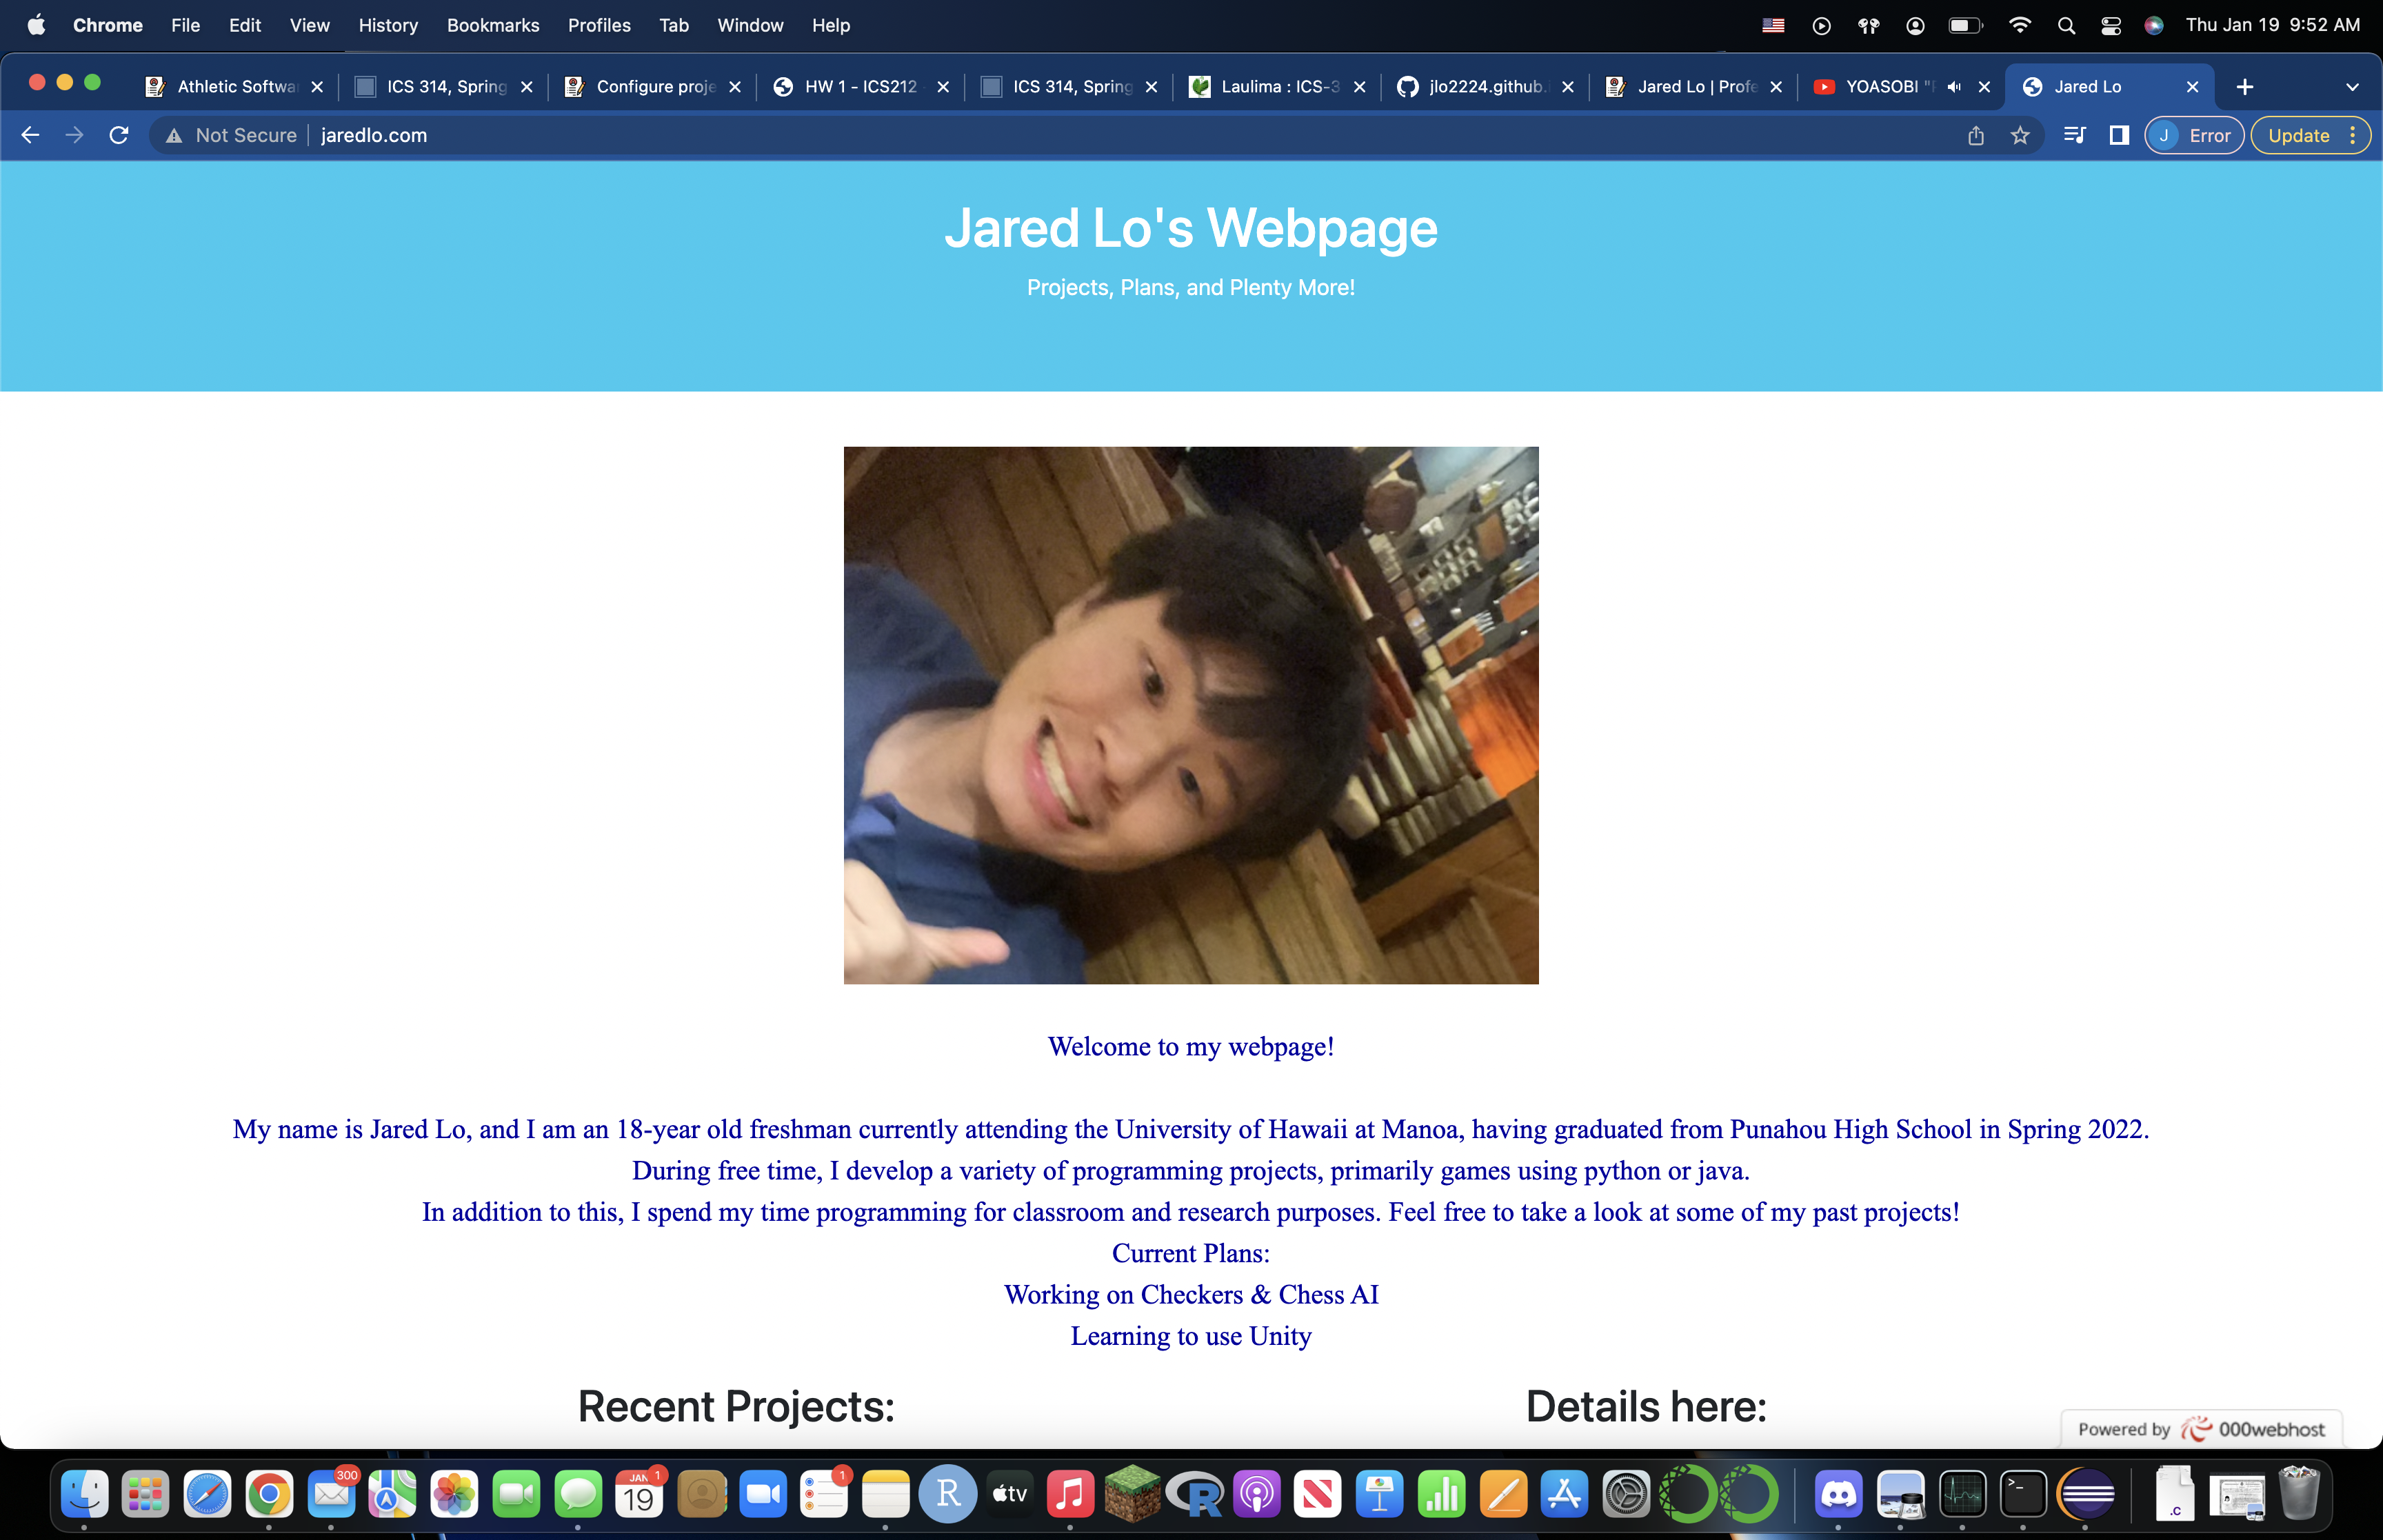 Chrome File Edit View History Bookmarks Profiles Tab Window Help Thu Jan 19 9:52 AM
Athletic Softwa ICS 314, Spring Configure proje HW 1 - ICS212 ICS 314, Spring Laulima : ICS-3 jlo2224.github. Jared Lo | Profe YOASOBI " Jared Lo
Not Secure jaredlo.com J Error Update
Jared Lo's Webpage
Projects, Plans, and Plenty More!
Welcome to my webpage!
My name is Jared Lo, and I am an 18-year old freshman currently attending the University of Hawaii at Manoa, having graduated from Punahou High School in Spring 2022.
During free time, I develop a variety of programming projects, primarily games using python or java.
In addition to this, I spend my time programming for classroom and research purposes. Feel free to take a look at some of my past projects!
Current Plans:
Working on Checkers & Chess AI
Learning to use Unity
Recent Projects: Details here:
Powered by 000webhost
300 JAN 19 1 1 R tv R >_ .C